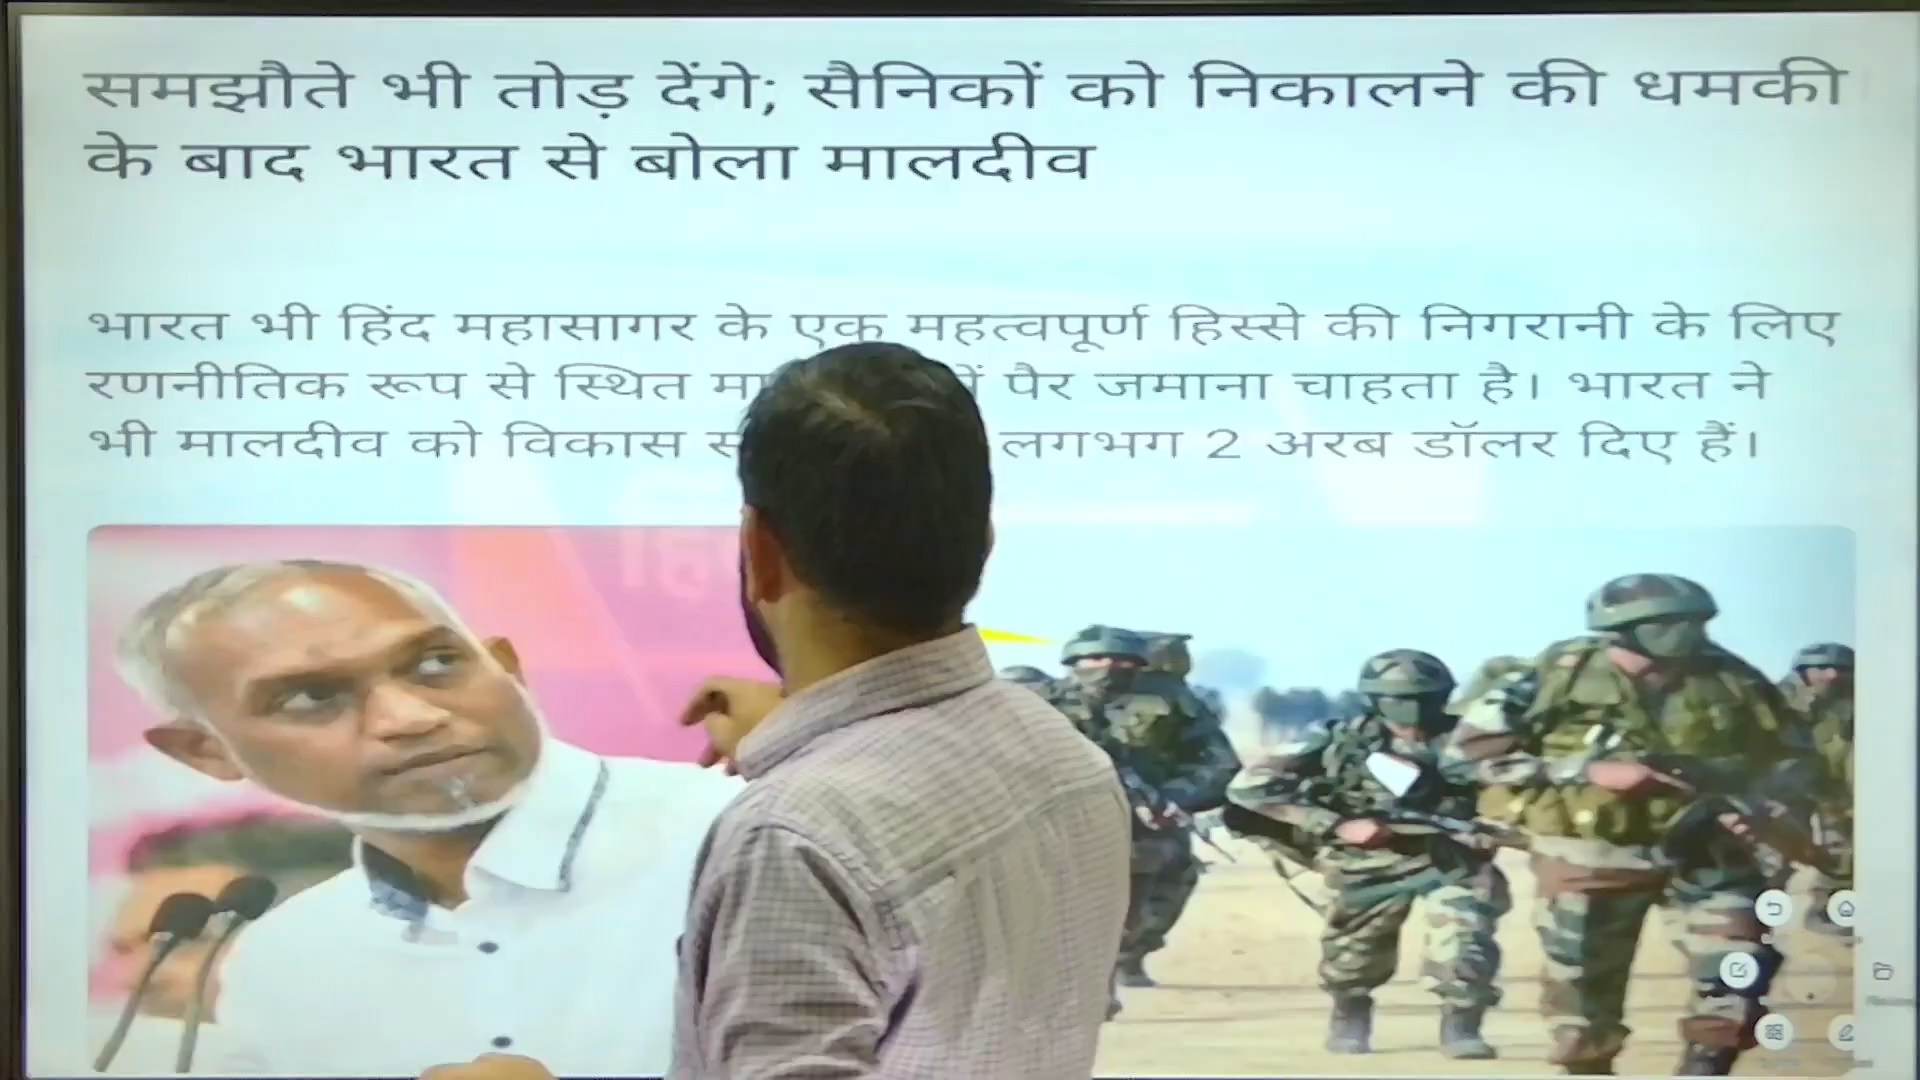 समझौते भी तोड़ देंगे; सैनिकों को निकालने की धमकी
के बाद भारत से बोला मालदीव
भारत भी हिंद महासागर के एक महत्वपूर्ण हिस्से की निगरानी के लिए
रणनीतिक रूप से स्थित पैर जमाना चाहता है। भारत ने
भी मालदीव को विकास लगभग 2 अरब डॉलर दिए हैं।